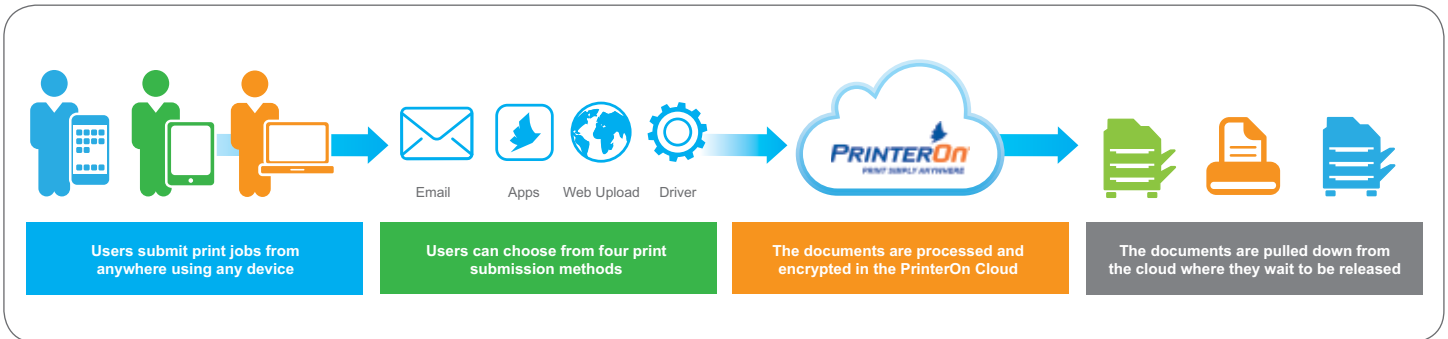 Email
Apps
Web Upload
Driver
PRINTERON
PRINT SIMPLY ANYWHERE
Users submit print jobs from
anywhere using any device
Users can choose from four print
submission methods
The documents are processed and
encrypted in the PrinterOn Cloud
The documents are pulled down from
the cloud where they wait to be released